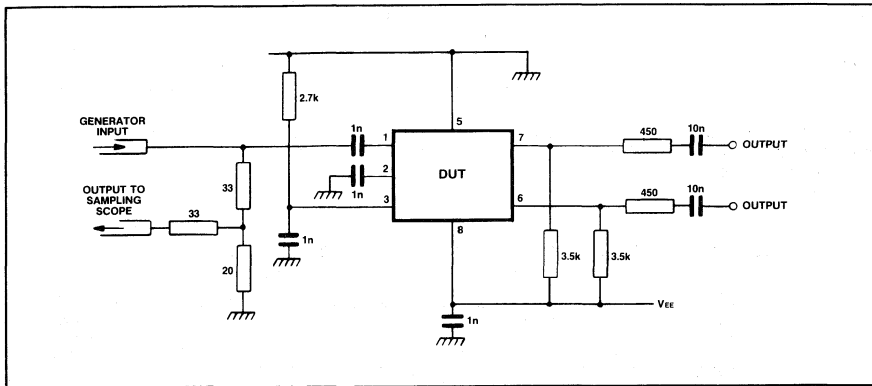 5
2.7k
GENERATOR
INPUT
1n
1
7
450
10n
OUTPUT
33
2
DUT
1n
OUTPUT TO
SAMPLING
SCOPE
33
3
6
450
10n
OUTPUT
1n
8
20
3.5k
3.5k
VEE
1n